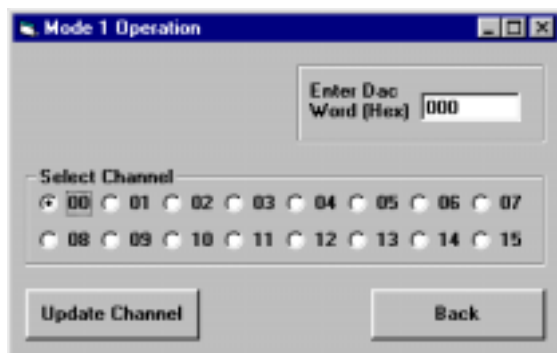 Mode 1 Operation
Enter Dac
Word (Hex) 000
Select Channel
00 01 02 03 04 05 06 07
08 09 10 11 12 13 14 15
Update Channel Back